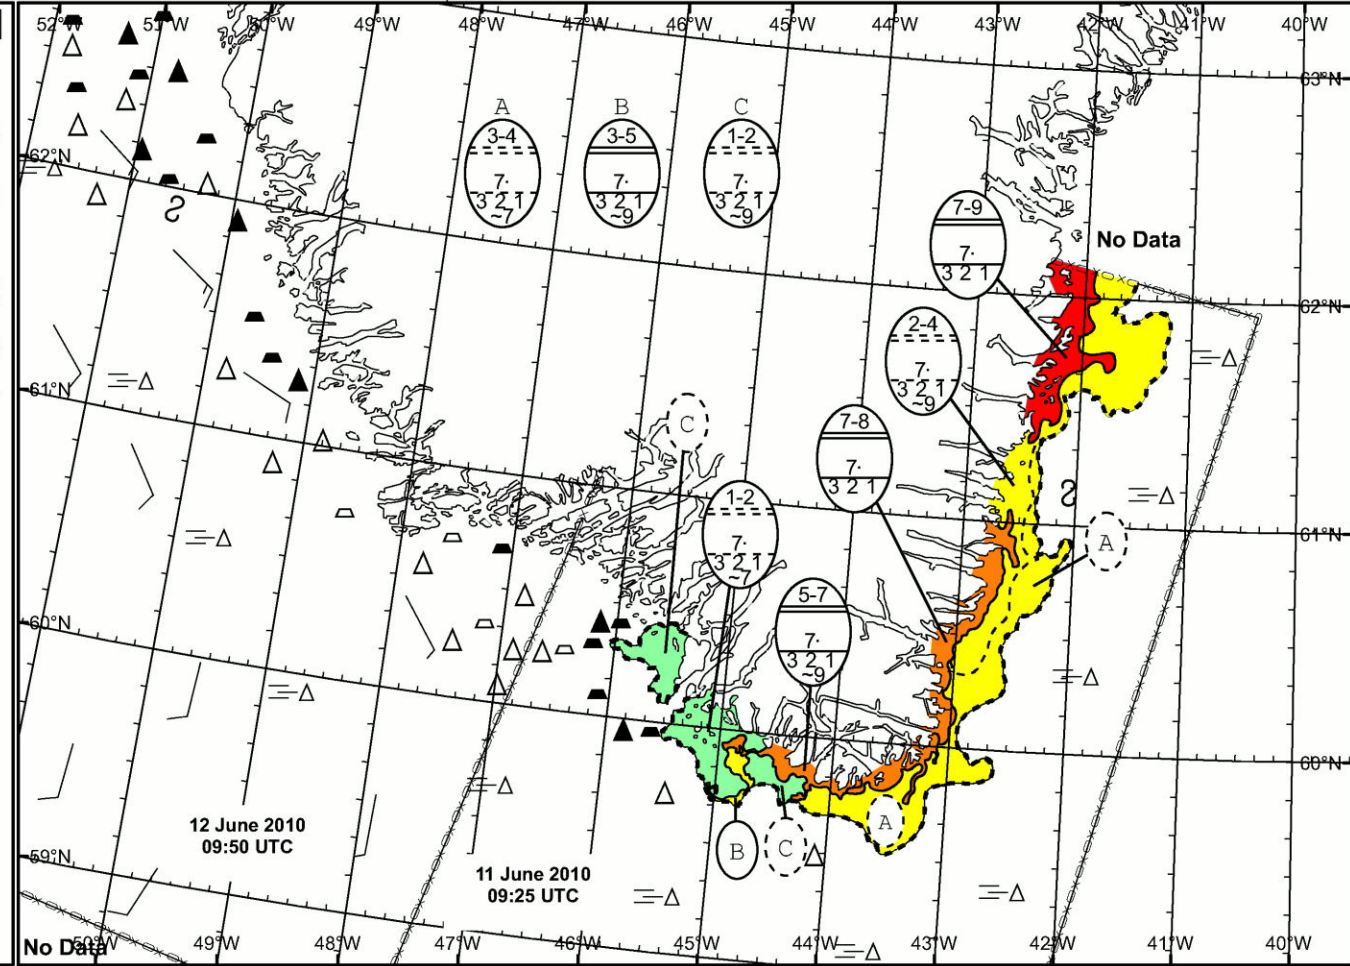 52°W 51°W 50°W 49°W 48°W 47°W 46°W 45°W 44°W 43°W 42°W 41°W 40°W
63°N
A B C
3-4 3-5 1-2
7· 7· 7·
3 2 1 3 2 1 3 2 1
~7 ~9 ~9
62°N
7-9
7·
3 2 1
No Data
62°N
2-4
7·
3 2 1
~9
61°N
C
7-8
7·
3 2 1
1-2
7·
3 2 1
~7
61°N
A
5-7
7·
3 2 1
~9
60°N
60°N
12 June 2010
09:50 UTC
A
B C
59°N
11 June 2010
09:25 UTC
No Data
50°W 49°W 48°W 47°W 46°W 45°W 44°W 43°W 42°W 41°W 40°W